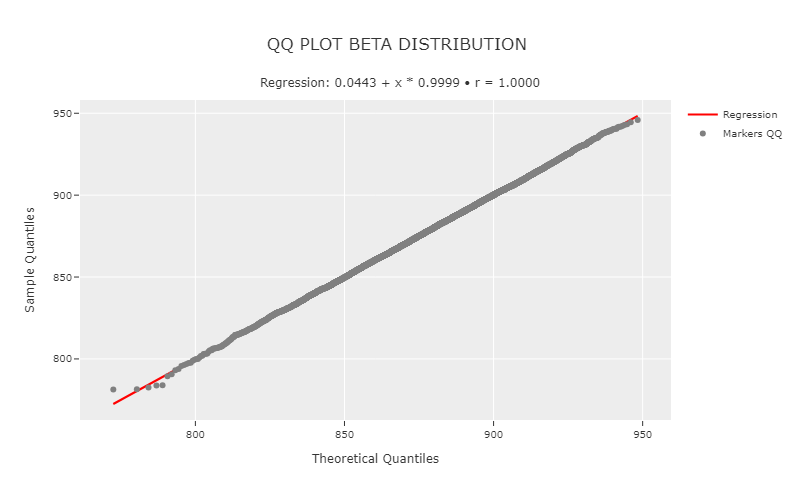 QQ PLOT BETA DISTRIBUTION
Regression: 0.0443 + x * 0.9999 • r = 1.0000
950
900
850
800
Sample Quantiles
800 850 900 950
Theoretical Quantiles
Regression
Markers QQ